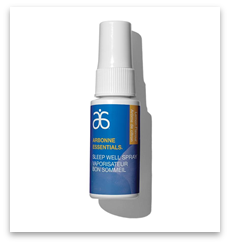 ARBONNE
ESSENTIALS.
SLEEP WELL SPRAY
VAPORISATEUR
BON SOMMEIL